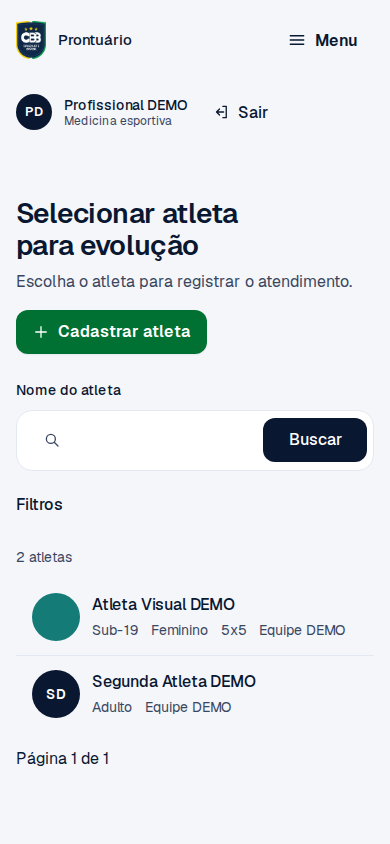 CBB
Prontuário
Menu
PD
Profissional DEMO
Medicina esportiva
Sair
Selecionar atleta
para evolução
Escolha o atleta para registrar o atendimento.
Cadastrar atleta
Nome do atleta
Buscar
Filtros
2 atletas
Atleta Visual DEMO
Sub-19 Feminino 5x5 Equipe DEMO
SD
Segunda Atleta DEMO
Adulto Equipe DEMO
Página 1 de 1